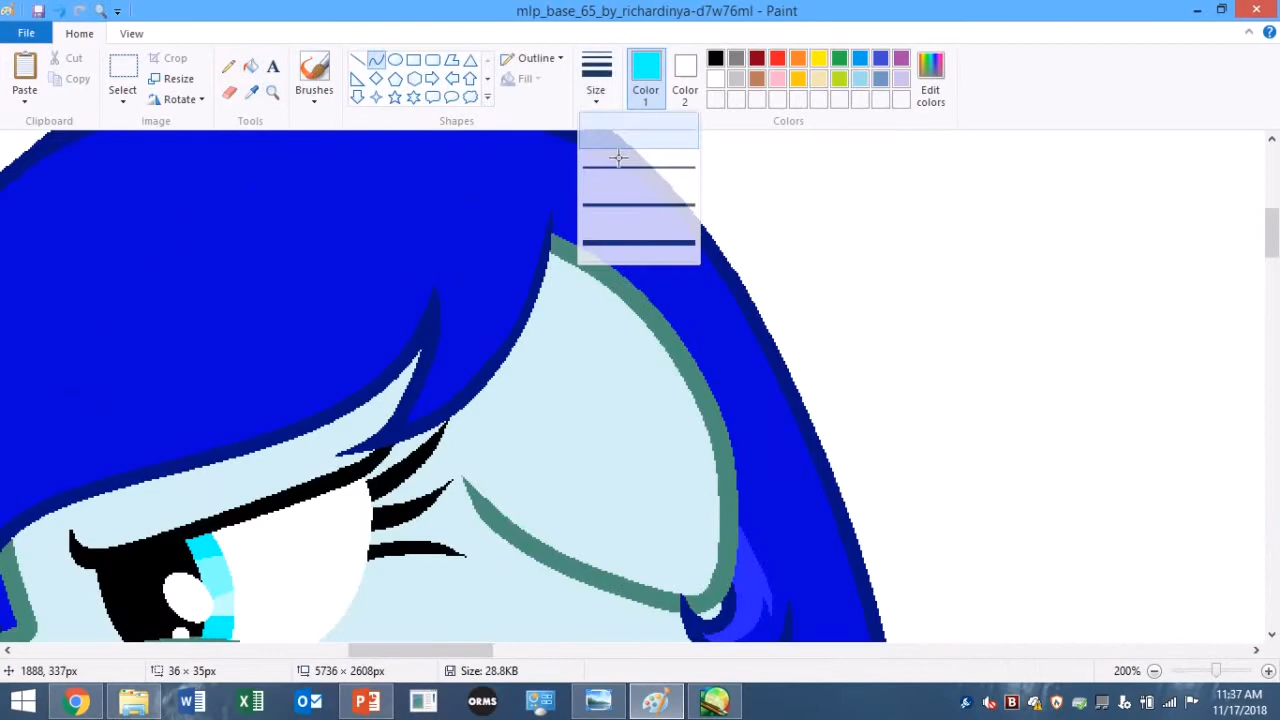 mlp_base_65_by_richardinya-d7w76ml - Paint
File
Home
View
Paste
Cut
Copy
Clipboard
Select
Crop
Resize
Rotate
Image
A
Tools
Brushes
Shapes
Outline
Fill
Size
Color 1
Color 2
Edit colors
Colors
1888, 337px
36 × 35px
5736 × 2608px
Size: 28.8KB
200%
ORMS
11:37 AM
11/17/2018